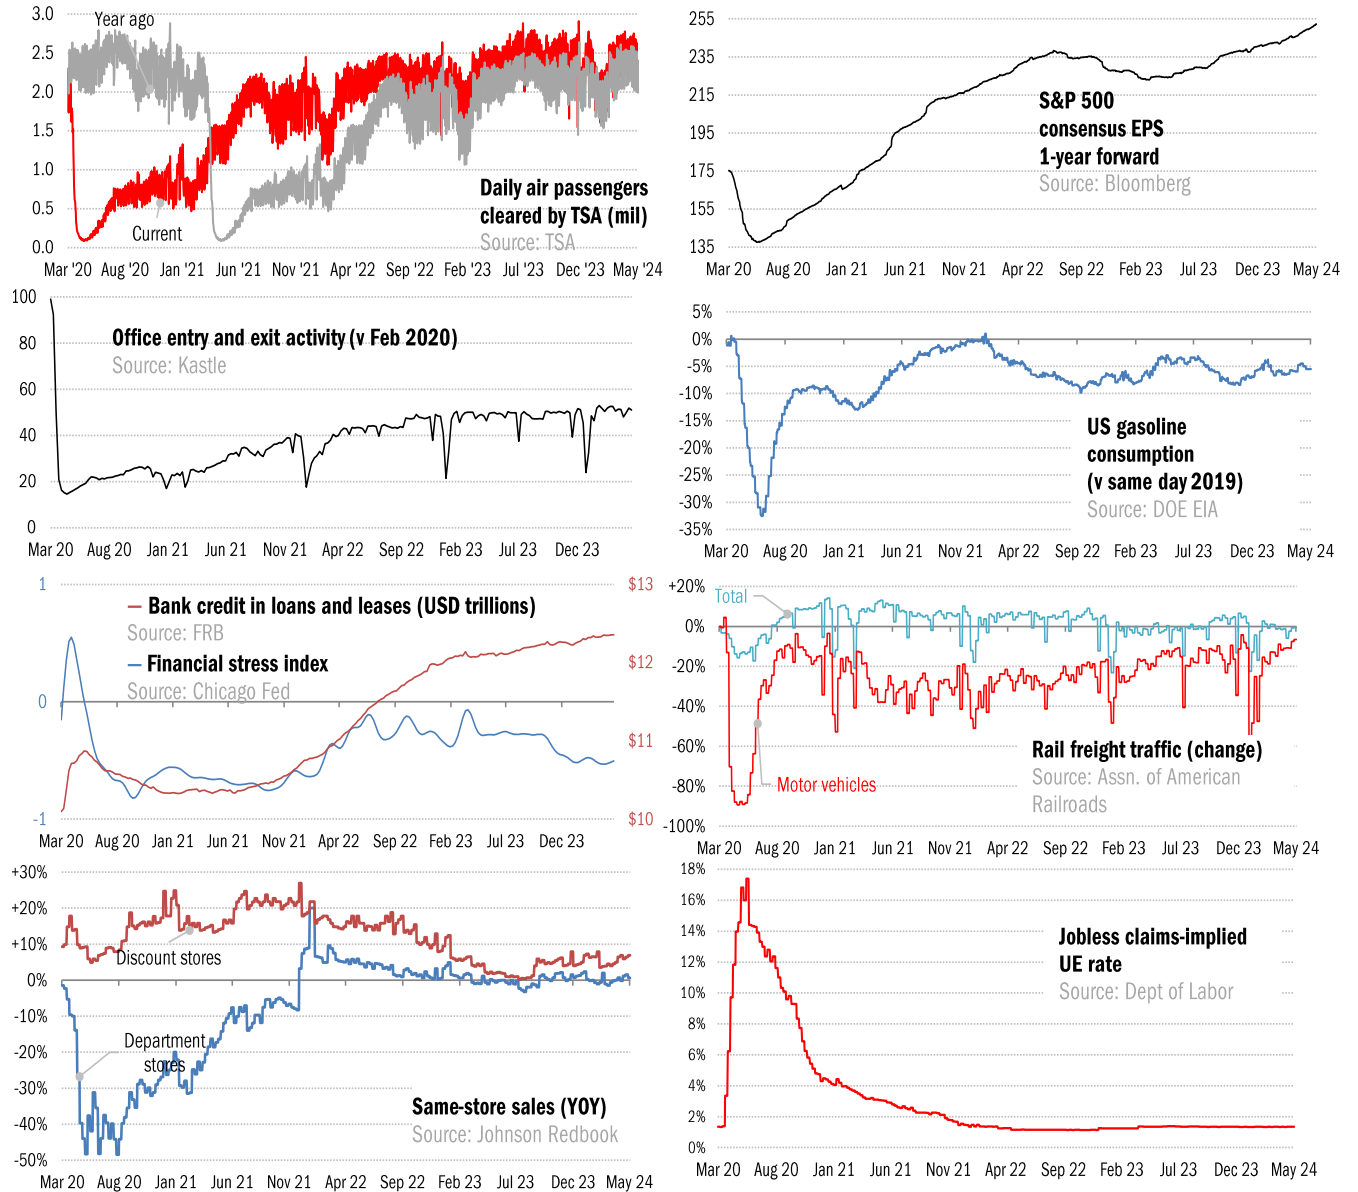 3.0
2.5
2.0
1.5
1.0
0.5
0.0
Year ago
Current
Daily air passengers
cleared by TSA (mil)
Source: TSA
Mar '20 Aug '20 Jan '21 Jun '21 Nov '21 Apr '22 Sep '22 Feb '23 Jul '23 Dec '23 May '24
255
235
215
195
175
155
135
S&P 500
consensus EPS
1-year forward
Source: Bloomberg
Mar 20 Aug 20 Jan 21 Jun 21 Nov 21 Apr 22 Sep 22 Feb 23 Jul 23 Dec 23 May 24
100
80
60
40
20
0
Office entry and exit activity (v Feb 2020)
Source: Kastle
Mar 20 Aug 20 Jan 21 Jun 21 Nov 21 Apr 22 Sep 22 Feb 23 Jul 23 Dec 23
5%
0%
-5%
-10%
-15%
-20%
-25%
-30%
-35%
US gasoline
consumption
(v same day 2019)
Source: DOE EIA
Mar 20 Aug 20 Jan 21 Jun 21 Nov 21 Apr 22 Sep 22 Feb 23 Jul 23 Dec 23 May 24
1
0
-1
Bank credit in loans and leases (USD trillions)
Source: FRB
Financial stress index
Source: Chicago Fed
$13
$12
$11
$10
Mar 20 Aug 20 Jan 21 Jun 21 Nov 21 Apr 22 Sep 22 Feb 23 Jul 23 Dec 23
+20%
0%
-20%
-40%
-60%
-80%
-100%
Total
Motor vehicles
Rail freight traffic (change)
Source: Assn. of American
Railroads
Mar 20 Aug 20 Jan 21 Jun 21 Nov 21 Apr 22 Sep 22 Feb 23 Jul 23 Dec 23 May 24
+30%
+20%
+10%
0%
-10%
-20%
-30%
-40%
-50%
Discount stores
Department
stores
Same-store sales (YOY)
Source: Johnson Redbook
Mar 20 Aug 20 Jan 21 Jun 21 Nov 21 Apr 22 Sep 22 Feb 23 Jul 23 Dec 23 May 24
18%
16%
14%
12%
10%
8%
6%
4%
2%
0%
Jobless claims-implied
UE rate
Source: Dept of Labor
Mar 20 Aug 20 Jan 21 Jun 21 Nov 21 Apr 22 Sep 22 Feb 23 Jul 23 Dec 23 May 24